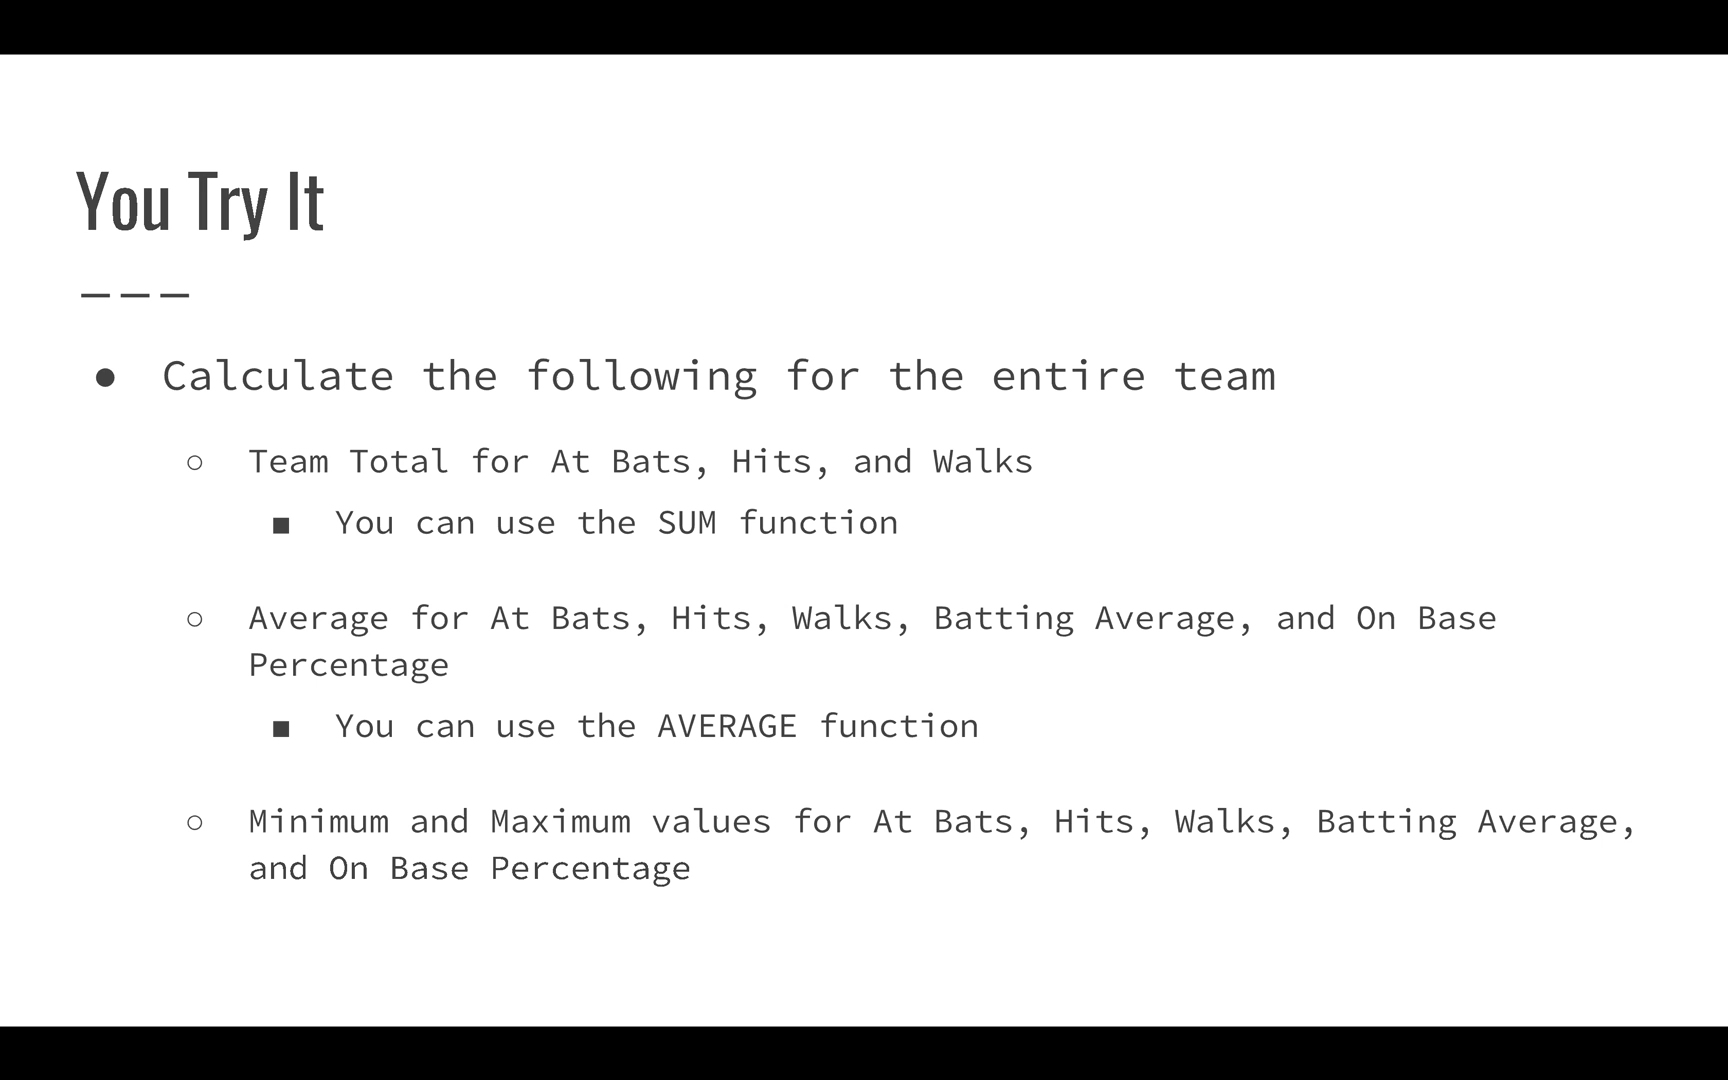 You Try It
———
● Calculate the following for the entire team
○ Team Total for At Bats, Hits, and Walks
■ You can use the SUM function
○ Average for At Bats, Hits, Walks, Batting Average, and On Base
Percentage
■ You can use the AVERAGE function
○ Minimum and Maximum values for At Bats, Hits, Walks, Batting Average,
and On Base Percentage